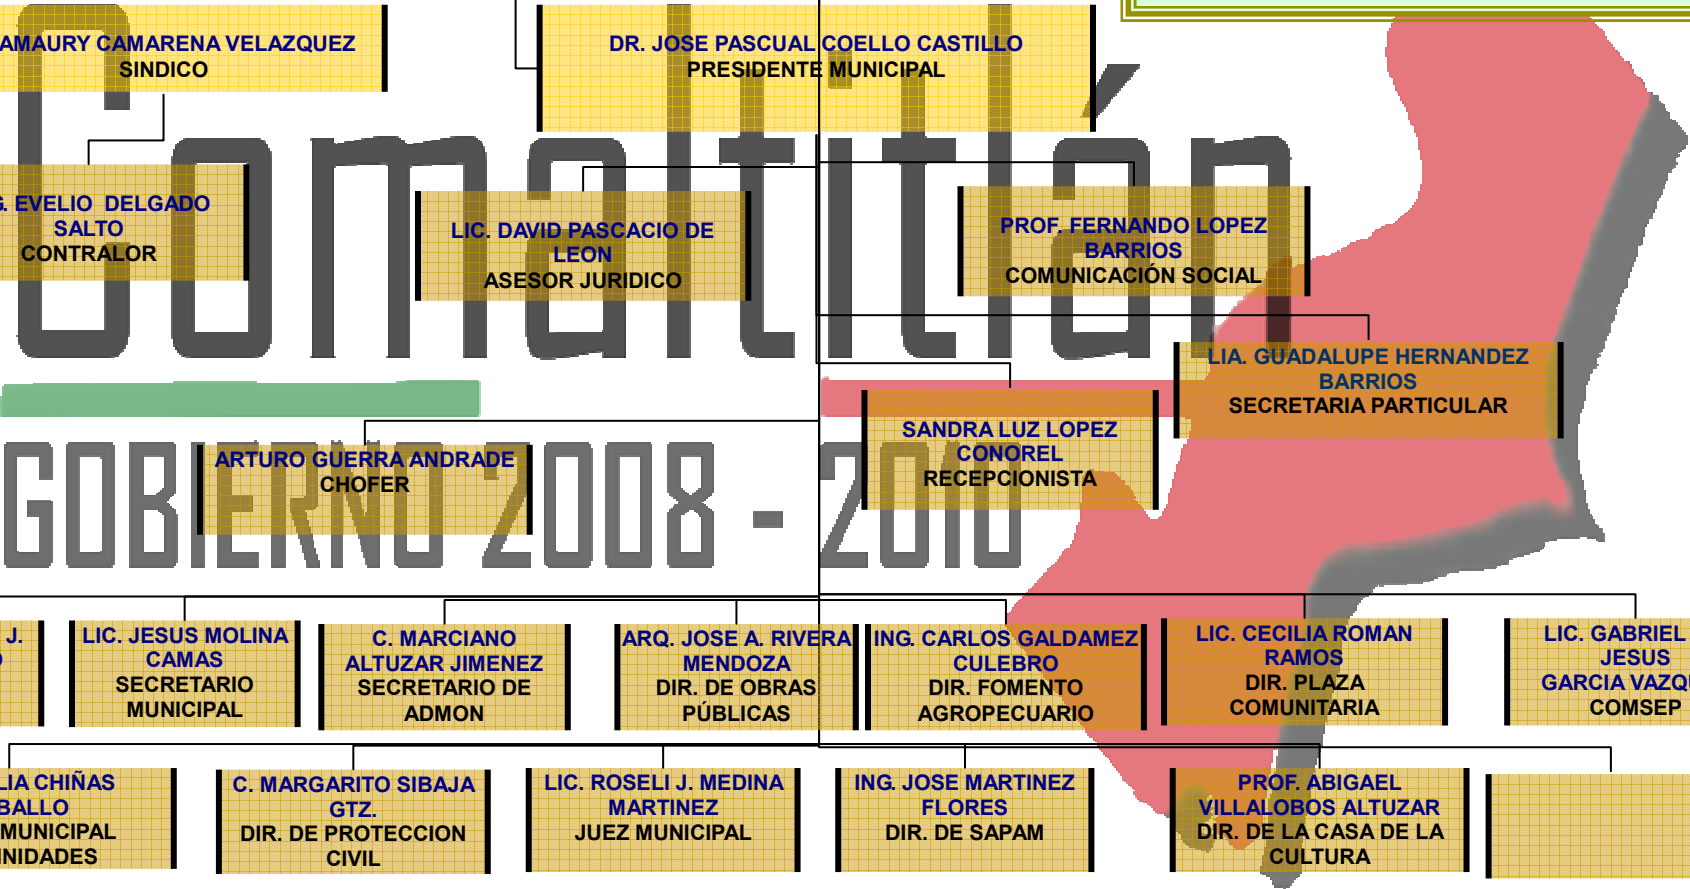 AMAURY CAMARENA VELAZQUEZ
SINDICO
DR. JOSE PASCUAL COELLO CASTILLO
PRESIDENTE MUNICIPAL
Comaltitlán
EVELIO DELGADO
SALTO
CONTRALOR
LIC. DAVID PASCACIO DE
LEON
ASESOR JURIDICO
PROF. FERNANDO LOPEZ
BARRIOS
COMUNICACIÓN SOCIAL
LIA. GUADALUPE HERNANDEZ
BARRIOS
SECRETARIA PARTICULAR
SANDRA LUZ LOPEZ
CONOREL
RECEPCIONISTA
ARTURO GUERRA ANDRADE
CHOFER
GOBIERNO 2008 - 2010
J.
LIC. JESUS MOLINA
CAMAS
SECRETARIO
MUNICIPAL
C. MARCIANO
ALTUZAR JIMENEZ
SECRETARIO DE
ADMON
ARQ. JOSE A. RIVERA
MENDOZA
DIR. DE OBRAS
PÚBLICAS
ING. CARLOS GALDAMEZ
CULEBRO
DIR. FOMENTO
AGROPECUARIO
LIC. CECILIA ROMAN
RAMOS
DIR. PLAZA
COMUNITARIA
LIC. GABRIEL
JESUS
GARCIA VAZQU
COMSEP
LIA CHIÑAS
BALLO
MUNICIPAL
NIDADES
C. MARGARITO SIBAJA
GTZ.
DIR. DE PROTECCION
CIVIL
LIC. ROSELI J. MEDINA
MARTINEZ
JUEZ MUNICIPAL
ING. JOSE MARTINEZ
FLORES
DIR. DE SAPAM
PROF. ABIGAEL
VILLALOBOS ALTUZAR
DIR. DE LA CASA DE LA
CULTURA